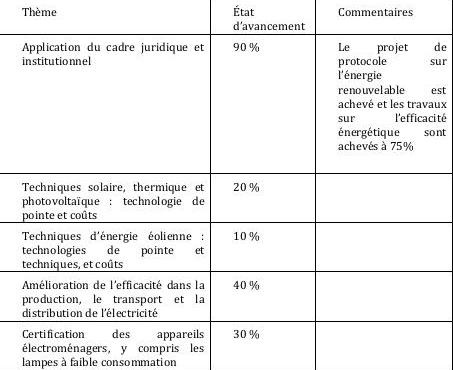 Thème
État
d'avancement
Commentaires
Application du cadre juridique et
institutionnel
90 %
Le projet de
protocole sur
l'énergie
renouvelable est
achevé et les travaux
sur l'efficacité
énergétique sont
achevés à 75%
Techniques solaire, thermique et
photovoltaïque : technologie de
pointe et coûts
20 %
Techniques d'énergie éolienne :
technologies de pointe et
techniques, et coûts
10 %
Amélioration de l'efficacité dans la
production, le transport et la
distribution de l'électricité
40 %
Certification des appareils
électroménagers, y compris les
lampes à faible consommation
30 %